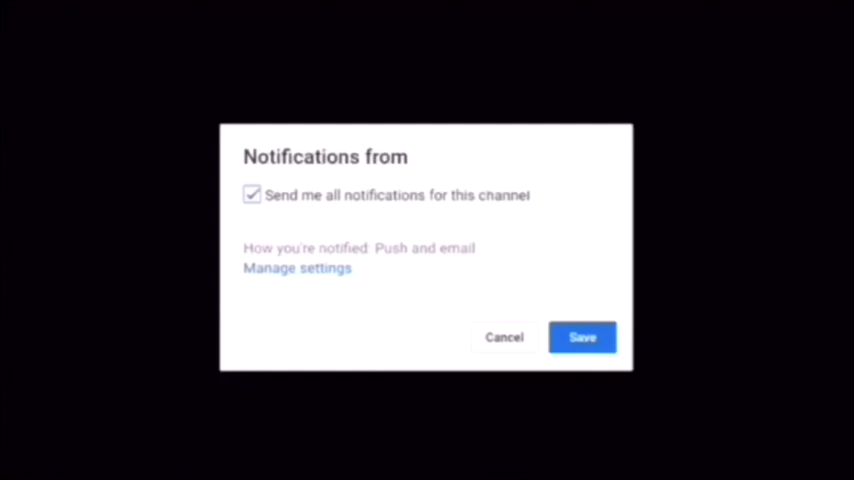 Notifications from
Send me all notifications for this channel
How you're notified: Push and email
Manage settings
Cancel
Save